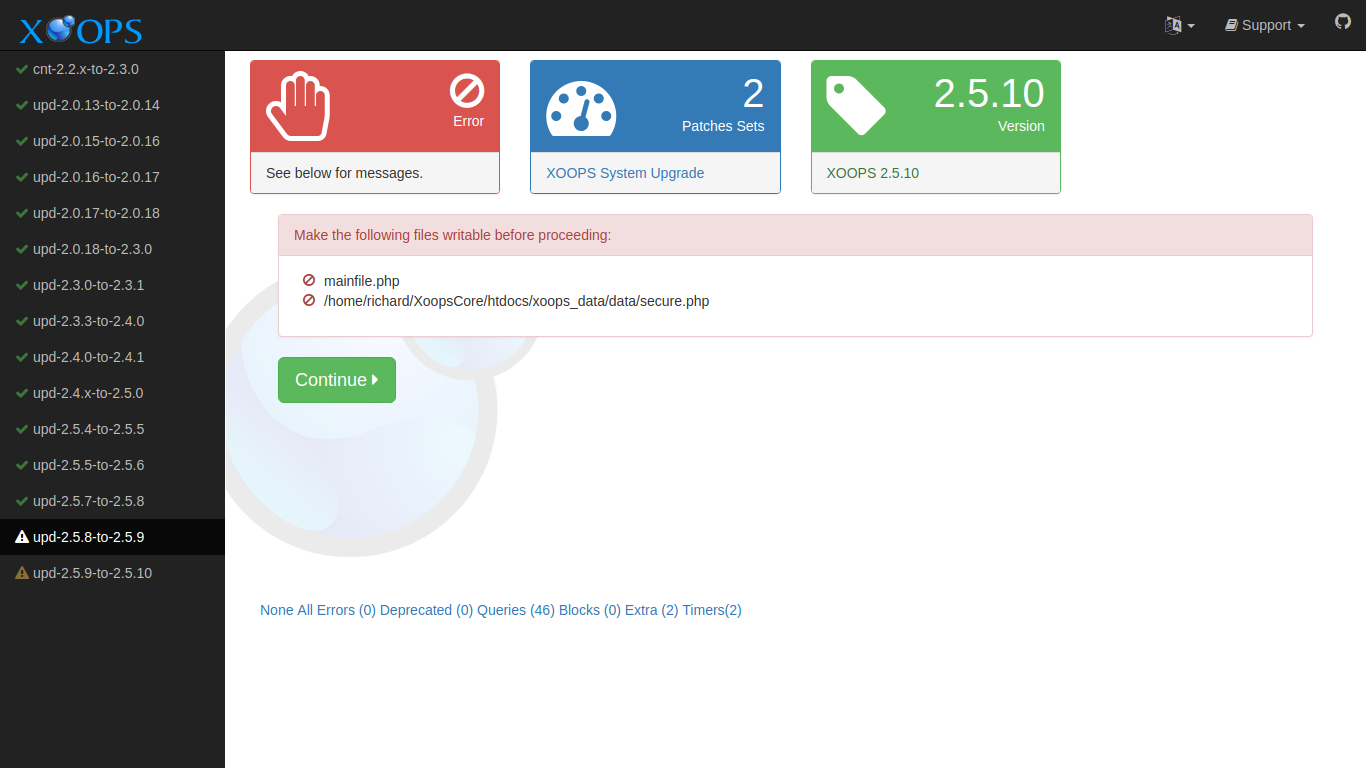 XOOPS
Support
cnt-2.2.x-to-2.3.0
upd-2.0.13-to-2.0.14
upd-2.0.15-to-2.0.16
upd-2.0.16-to-2.0.17
upd-2.0.17-to-2.0.18
upd-2.0.18-to-2.3.0
upd-2.3.0-to-2.3.1
upd-2.3.3-to-2.4.0
upd-2.4.0-to-2.4.1
upd-2.4.x-to-2.5.0
upd-2.5.4-to-2.5.5
upd-2.5.5-to-2.5.6
upd-2.5.7-to-2.5.8
upd-2.5.8-to-2.5.9
upd-2.5.9-to-2.5.10
Error
See below for messages.
2
Patches Sets
XOOPS System Upgrade
2.5.10
Version
XOOPS 2.5.10
Make the following files writable before proceeding:
mainfile.php
/home/richard/XoopsCore/htdocs/xoops_data/data/secure.php
Continue
None All Errors (0) Deprecated (0) Queries (46) Blocks (0) Extra (2) Timers(2)